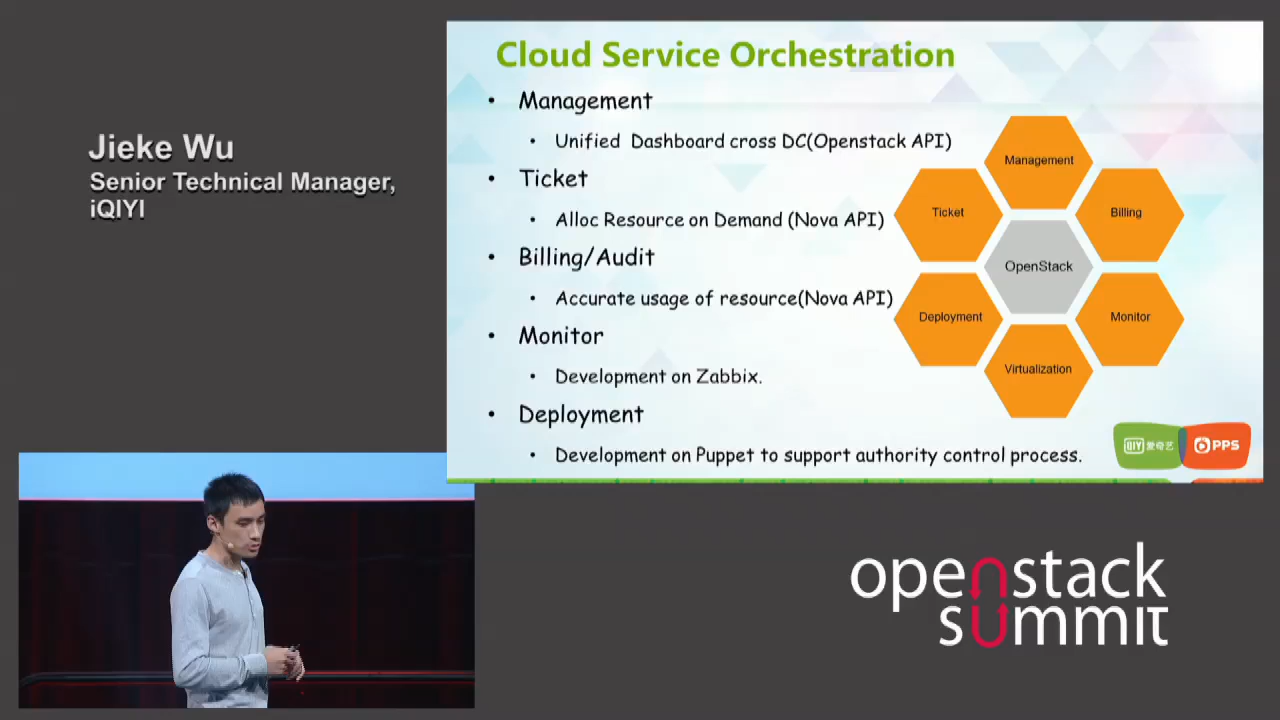 Jieke Wu
Senior Technical Manager,
iQIYI
Cloud Service Orchestration
• Management
• Unified Dashboard cross DC(Openstack API)
• Ticket
• Alloc Resource on Demand (Nova API)
• Billing/Audit
• Accurate usage of resource(Nova API)
• Monitor
• Development on Zabbix.
• Deployment
• Development on Puppet to support authority control process.
Management
Ticket
Billing
OpenStack
Deployment
Monitor
Virtualization
QIY 爱奇艺
PPS
openstack
summit